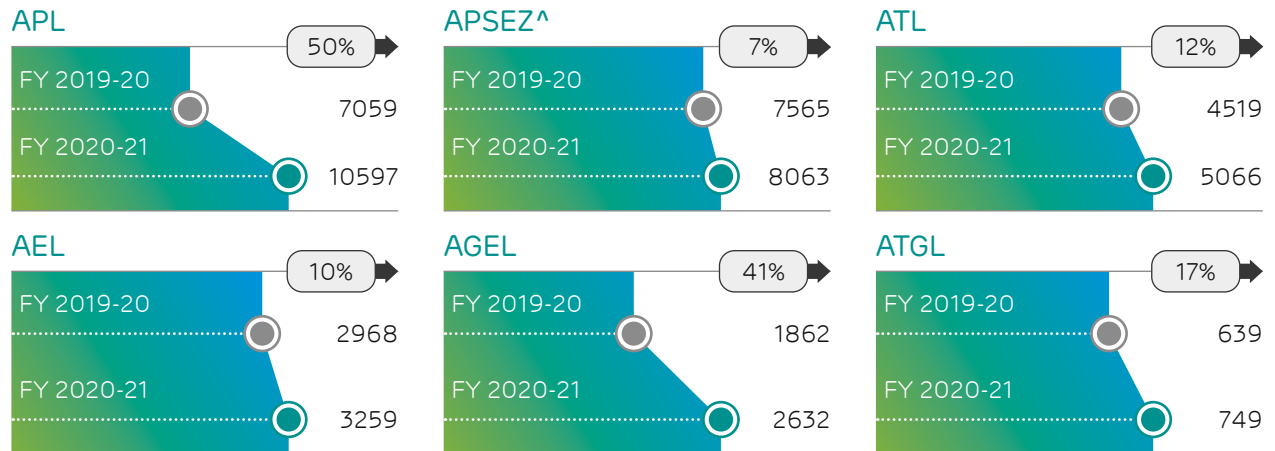 APL
50%
FY 2019-20
7059
FY 2020-21
10597
APSEZ^
7%
FY 2019-20
7565
FY 2020-21
8063
ATL
12%
FY 2019-20
4519
FY 2020-21
5066
AEL
10%
FY 2019-20
2968
FY 2020-21
3259
AGEL
41%
FY 2019-20
1862
FY 2020-21
2632
ATGL
17%
FY 2019-20
639
FY 2020-21
749